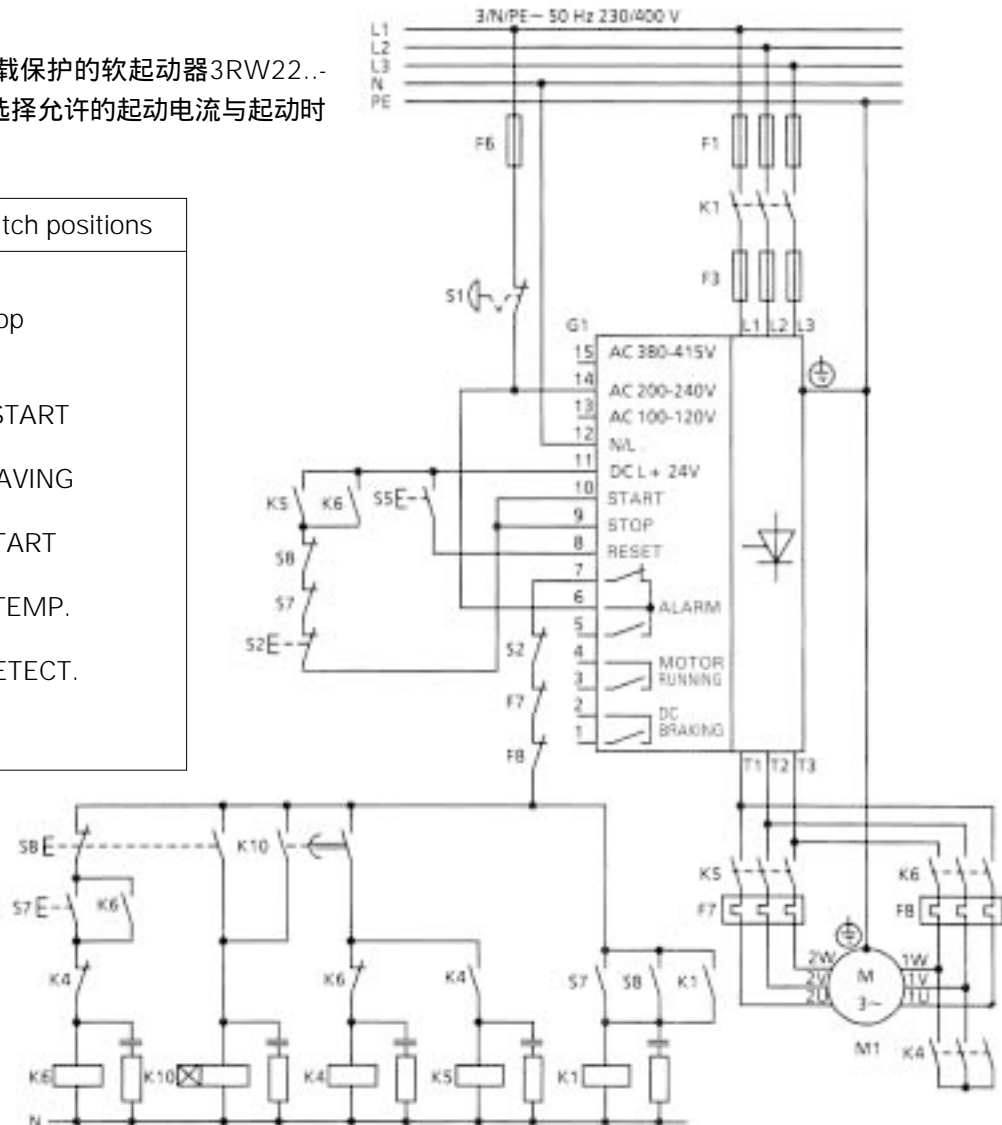 3/N/PE~ 50 Hz 230/400 V
L1
L2
L3
N
PE
载保护的软起动器3RW22..-
选择允许的起动电流与起动时
F6
F1
K1
F3
S1
tch positions
op
START
AVING
TART
TEMP.
ETECT.
G1
L1 L2 L3
15 AC 380-415V
14 AC 200-240V
13 AC 100-120V
12 N/L
11 DC L + 24V
10 START
9 STOP
8 RESET
7
6 ALARM
5
4 MOTOR
3 RUNNING
2 DC
1 BRAKING
K5 K6 S5
S8
S7
S2
S2
F7
F8
T1 T2 T3
S8 K10
S7 K6
K4 K6 K4 S7 S8 K1
K6 K10 K4 K5 K1
N
K5 K6
F7 F8
2W 1W
2V M 1V
2U 3~ 1U
M1 K4